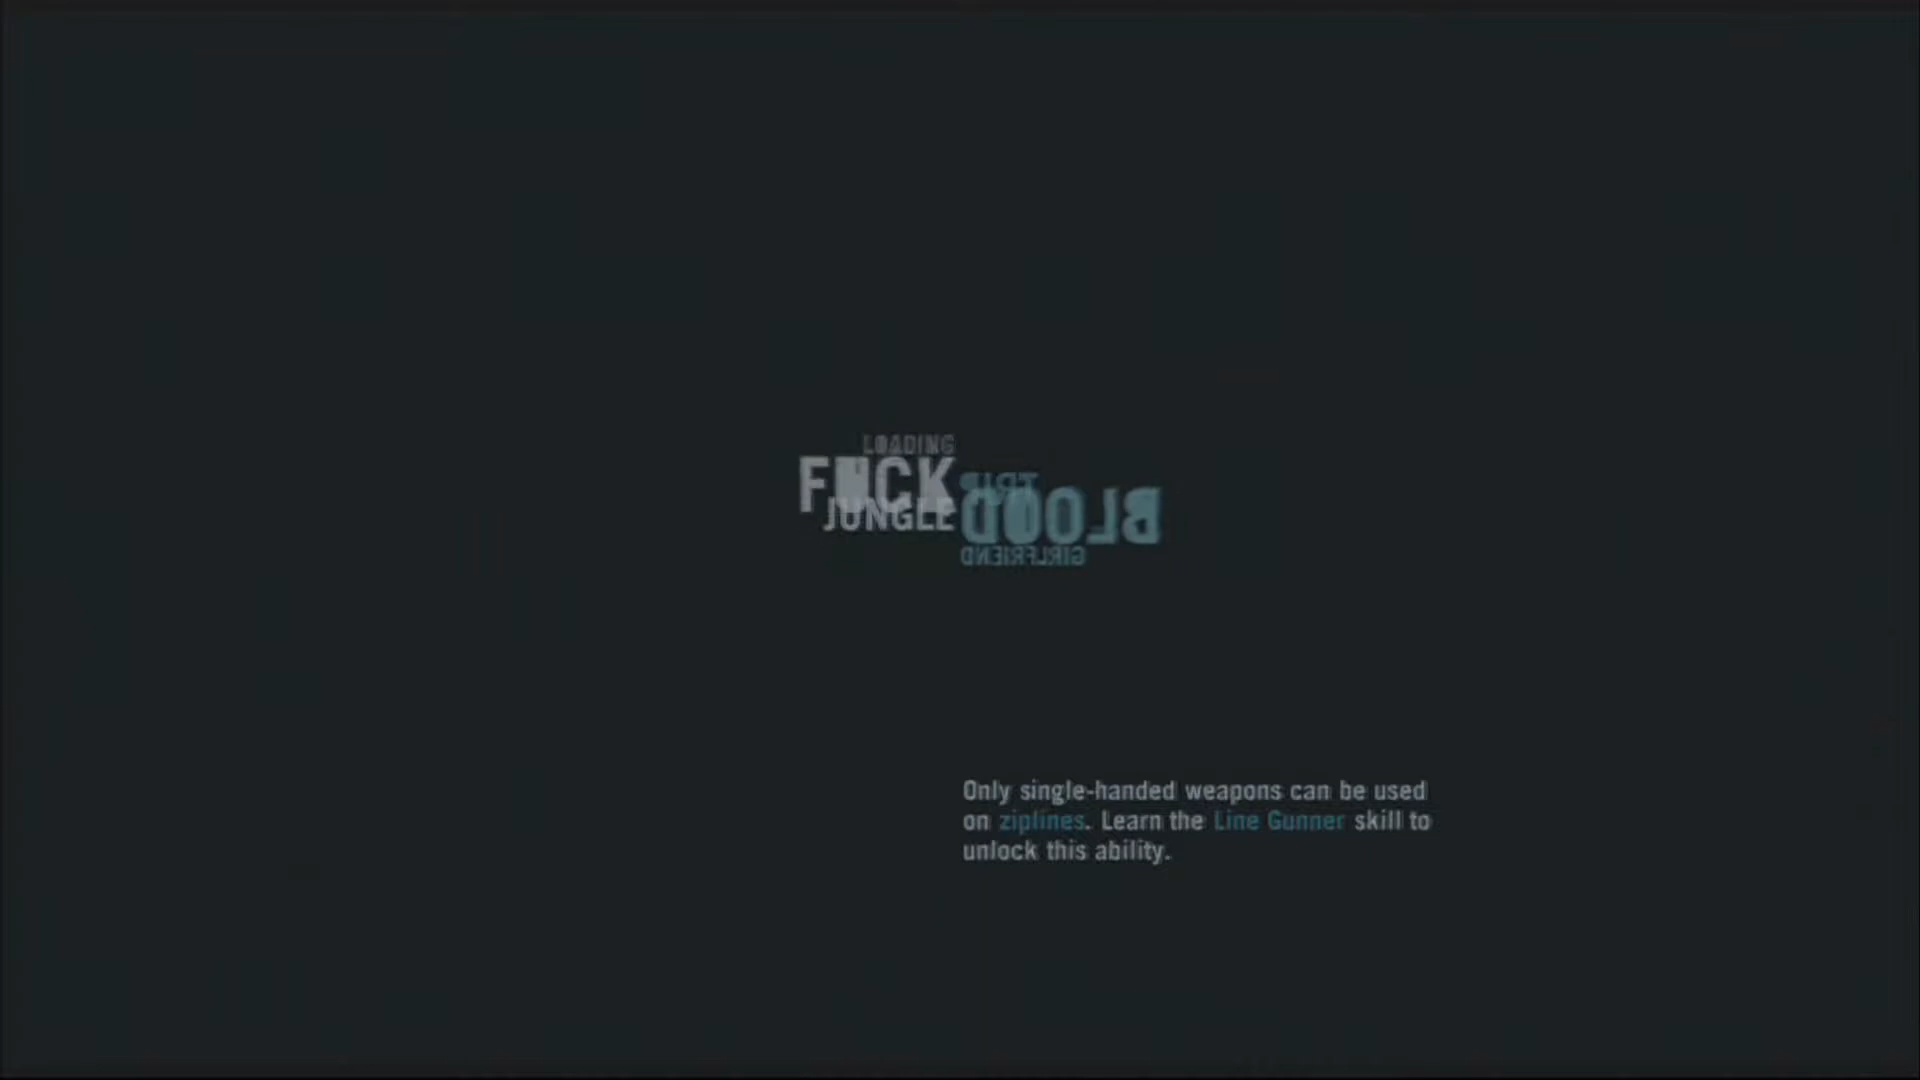 LOADING
FUCK
JUNGLE
TRIP
BLOOD
GIRLFRIEND
Only single-handed weapons can be used
on ziplines. Learn the Line Gunner skill to
unlock this ability.